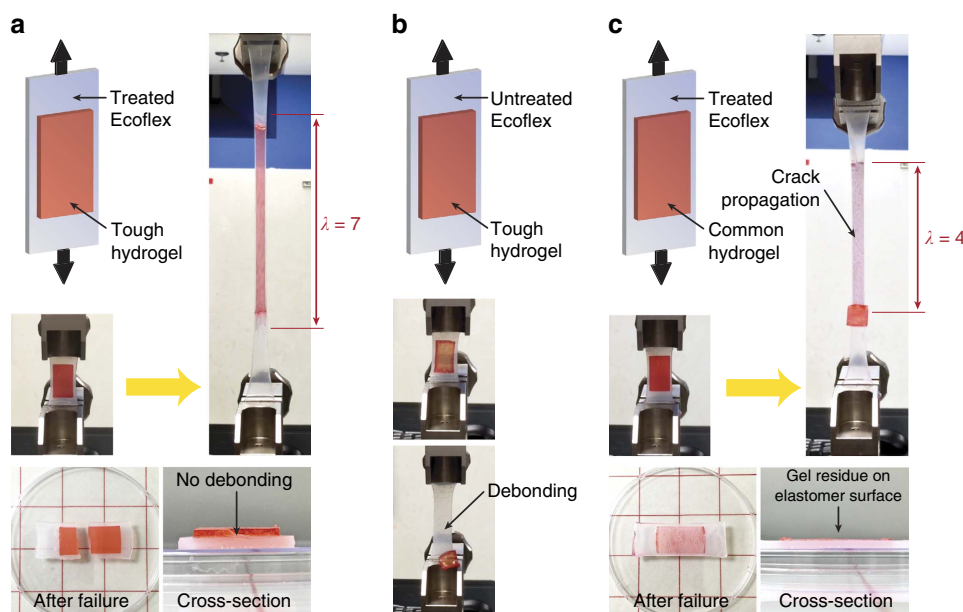 a
Treated
Ecoflex
Tough
hydrogel
λ = 7
No debonding
After failure
Cross-section
b
Untreated
Ecoflex
Tough
hydrogel
Debonding
c
Treated
Ecoflex
Crack
propagation
Common
hydrogel
λ = 4
Gel residue on
elastomer surface
After failure
Cross-section